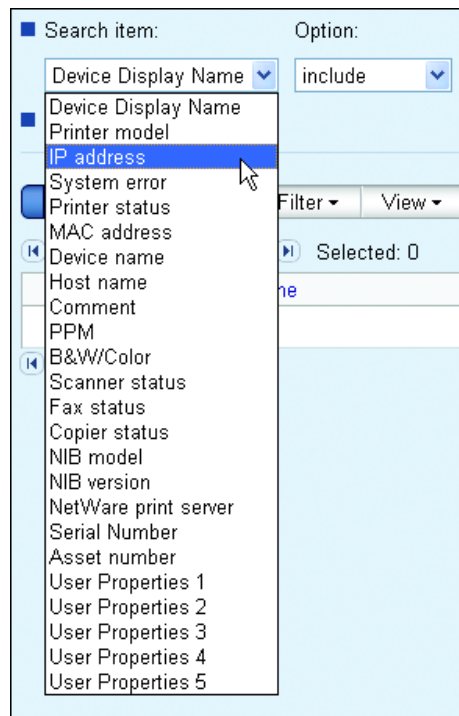 Search item: Option:
Device Display Name include
Device Display Name
Printer model
IP address
System error
Printer status
Filter View
MAC address
Device name
Selected: 0
Host name
ne
Comment
PPM
B&W/Color
Scanner status
Fax status
Copier status
NIB model
NIB version
NetWare print server
Serial Number
Asset number
User Properties 1
User Properties 2
User Properties 3
User Properties 4
User Properties 5